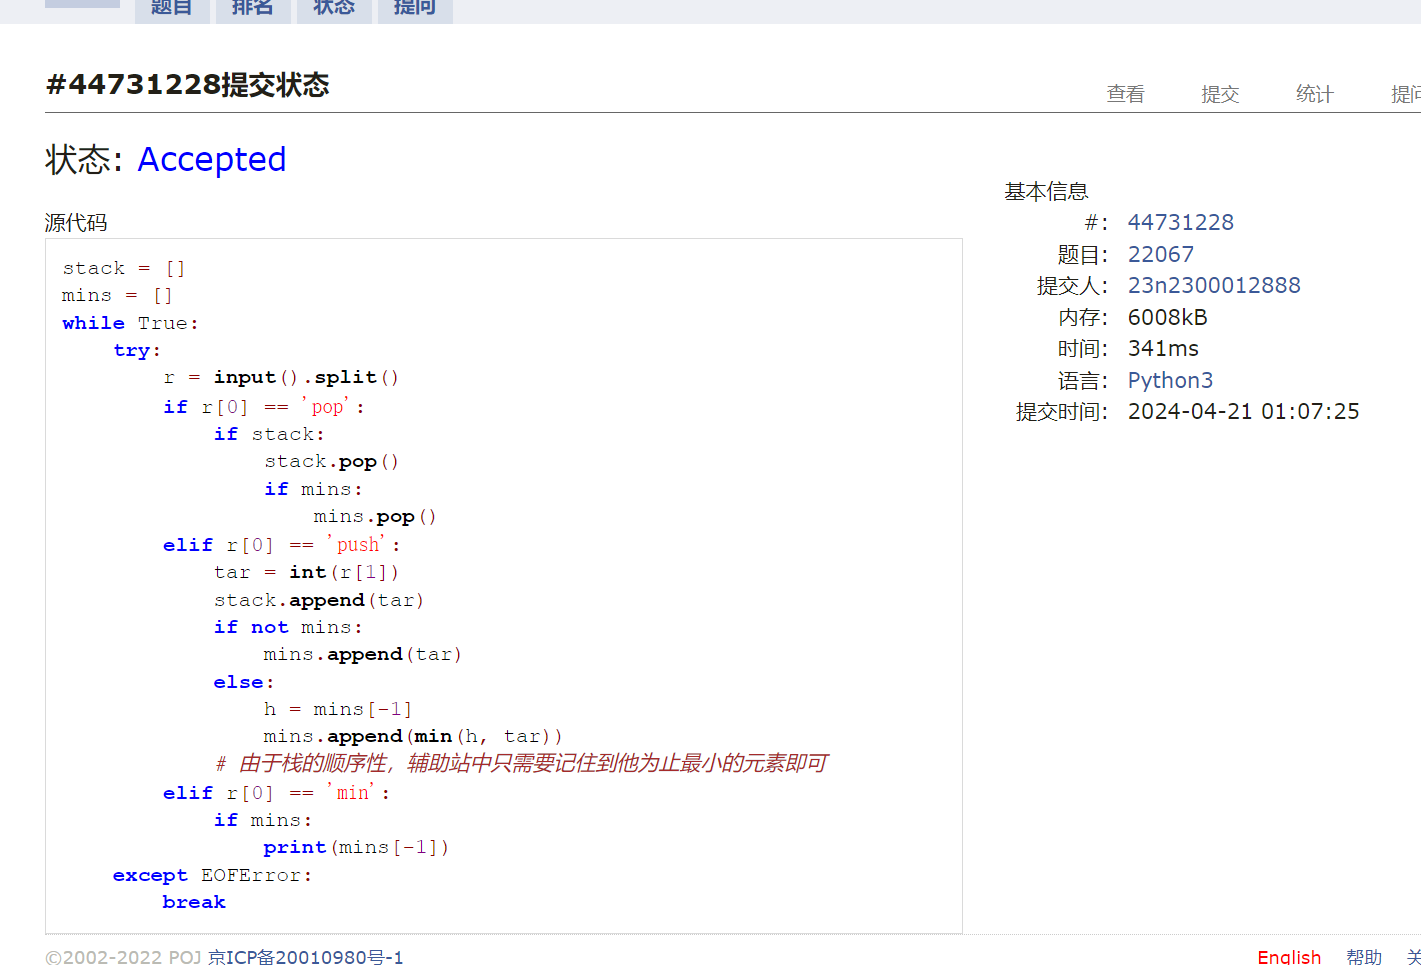 题目 排名 状态 提问
#44731228提交状态
查看 提交 统计 提问
状态: Accepted
源代码
stack = []
mins = []
while True:
    try:
        r = input().split()
        if r[0] == 'pop':
            if stack:
                stack.pop()
                if mins:
                    mins.pop()
        elif r[0] == 'push':
            tar = int(r[1])
            stack.append(tar)
            if not mins:
                mins.append(tar)
            else:
                h = mins[-1]
                mins.append(min(h, tar))
            # 由于栈的顺序性，辅助站中只需要记住到他为止最小的元素即可
        elif r[0] == 'min':
            if mins:
                print(mins[-1])
    except EOFError:
        break
基本信息
#: 44731228
题目: 22067
提交人: 23n2300012888
内存: 6008kB
时间: 341ms
语言: Python3
提交时间: 2024-04-21 01:07:25
©2002-2022 POJ 京ICP备20010980号-1
English 帮助 关